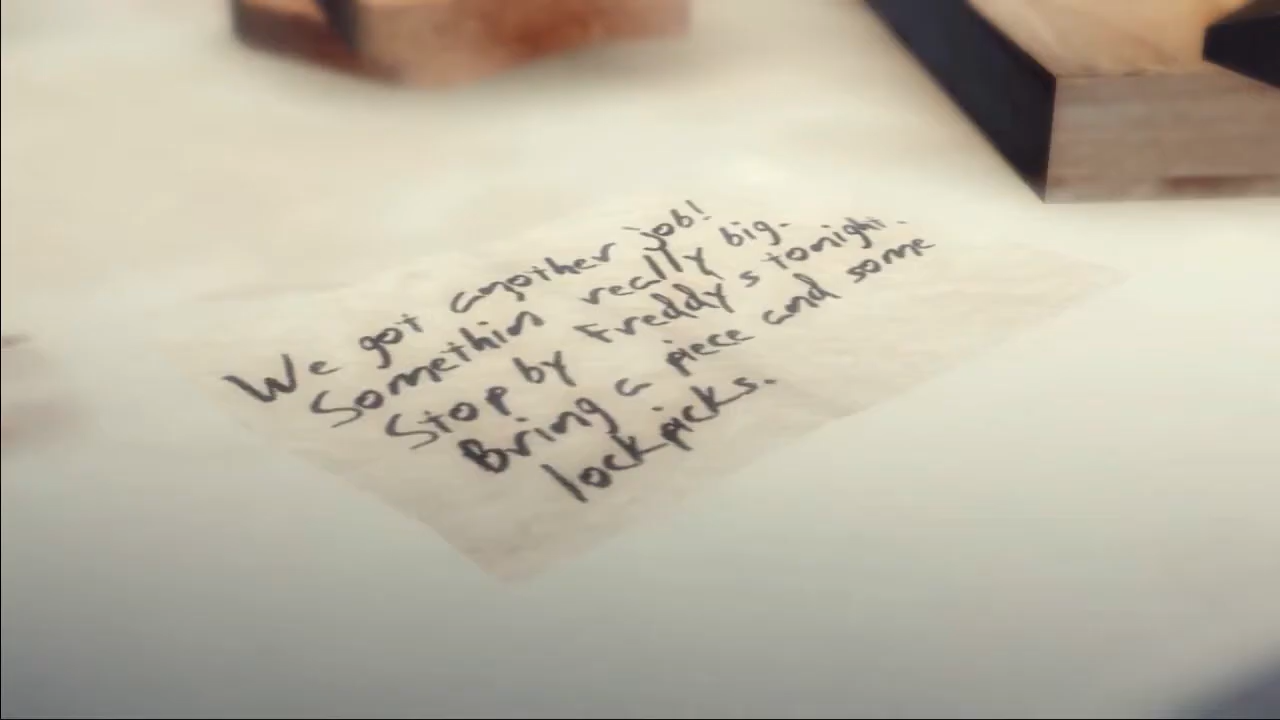 We got another job!
Somethin really big.
Stop by Freddy s tonight.
Bring a piece and some
lockpicks.